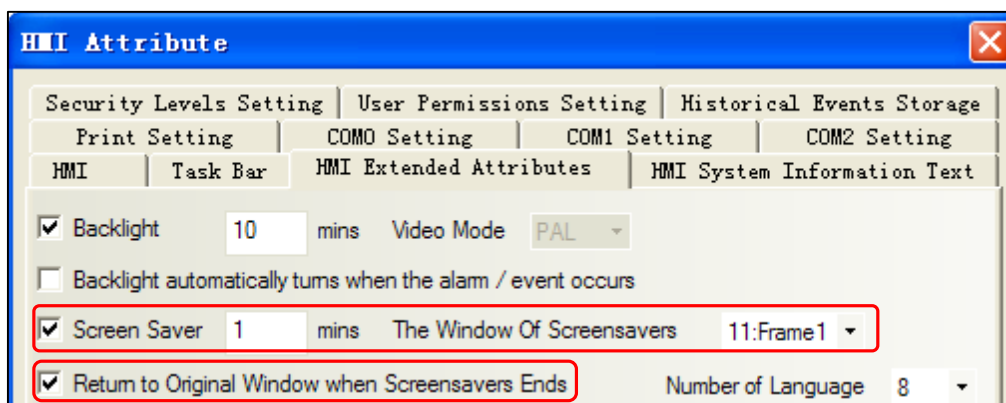 HMI Attribute
Security Levels Setting User Permissions Setting Historical Events Storage
Print Setting COM0 Setting COM1 Setting COM2 Setting
HMI Task Bar HMI Extended Attributes HMI System Information Text
Backlight 10 mins Video Mode PAL
Backlight automatically turns when the alarm / event occurs
Screen Saver 1 mins The Window Of Screensavers 11:Frame1
Return to Original Window when Screensavers Ends Number of Language 8